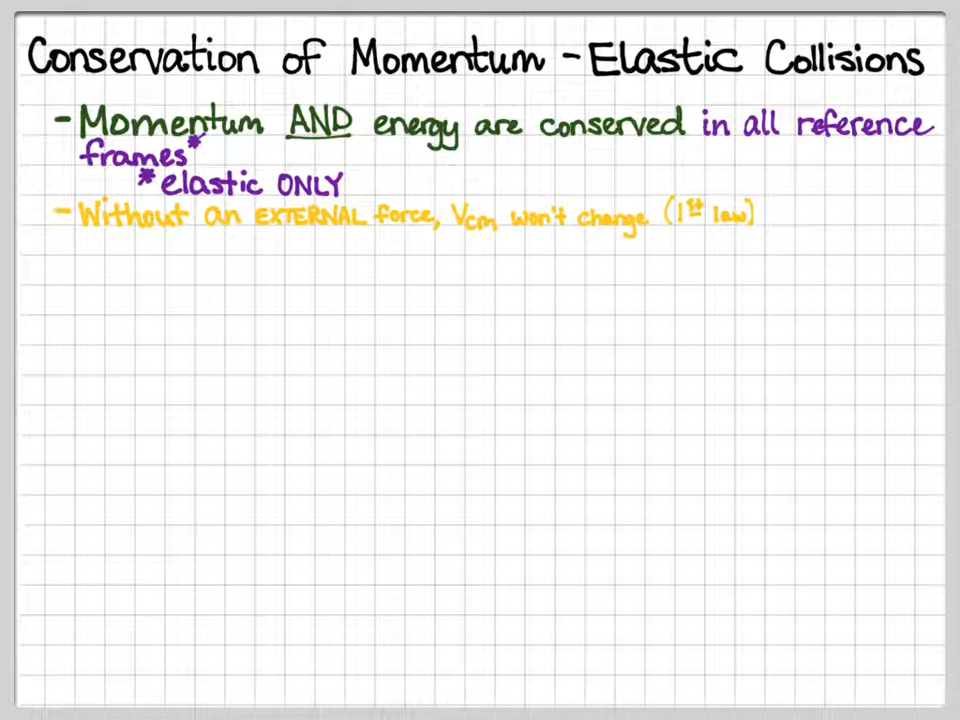 Conservation of Momentum - Elastic Collisions
- Momentum AND energy are conserved in all reference
frames*
* elastic ONLY
- Without an EXTERNAL force, Vcm won't change (1st law)